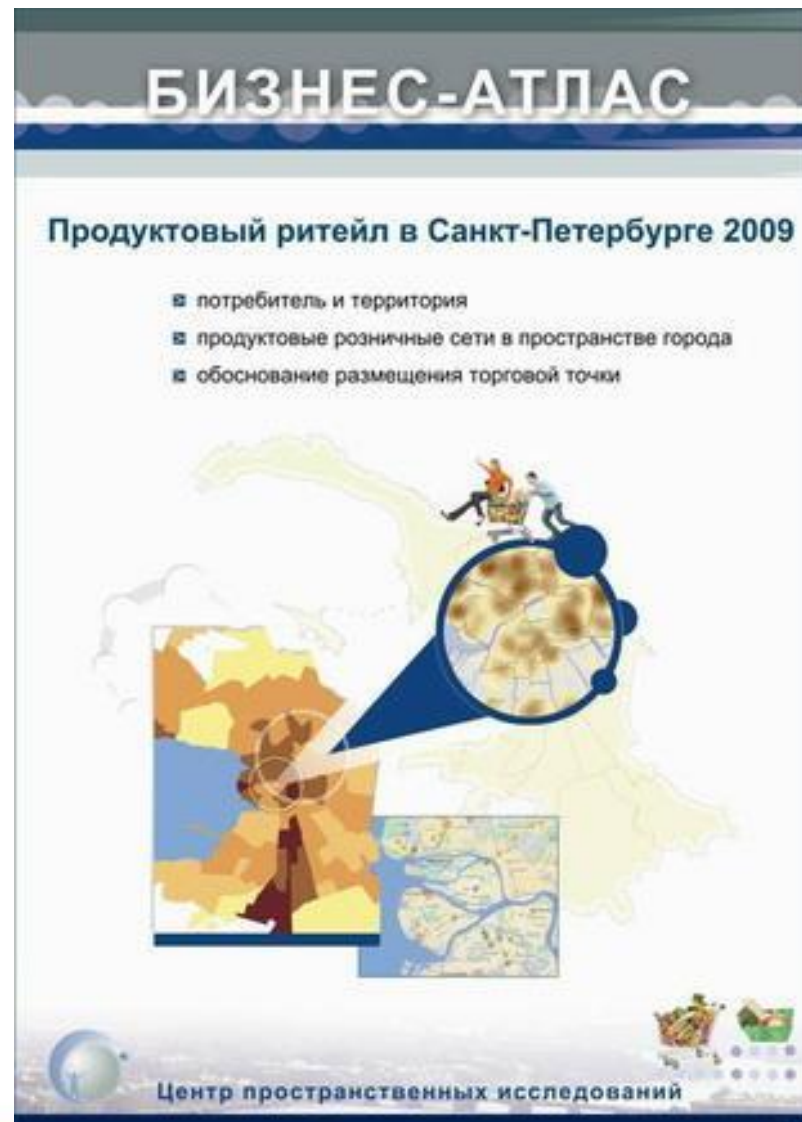 БИЗНЕС-АТЛАС
Продуктовый ритейл в Санкт-Петербурге 2009
потребитель и территория
продуктовые розничные сети в пространстве города
обоснование размещения торговой точки
Центр пространственных исследований